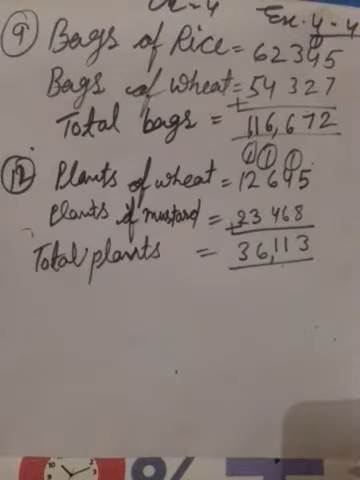 Ex. 4 - 4
9 Bags of Rice = 62345
Bags of wheat = 54327
+
Total bags = 116,672
1 1 1
12 Plants of wheat = 12645
Plants of mustard = 23468
+
Total plants = 36,113
%